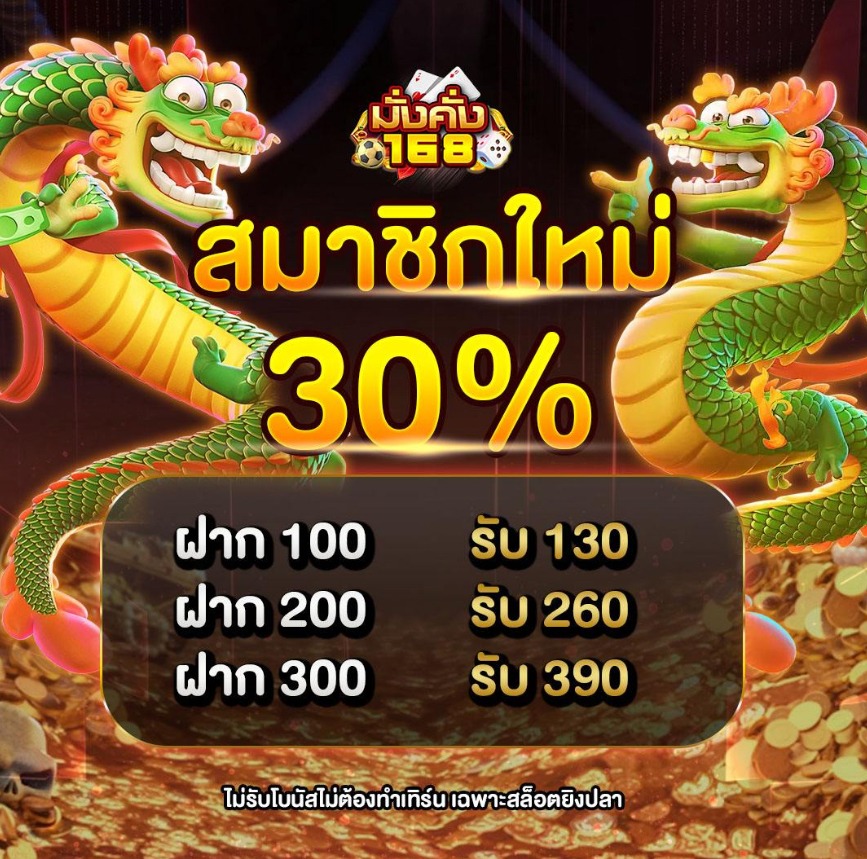 มั่งคั่ง
168
สมาชิกใหม่
30%
ฝาก 100 รับ 130
ฝาก 200 รับ 260
ฝาก 300 รับ 390
ไม่รับโบนัสไม่ต้องทำเทิร์น เฉพาะสล็อตยิงปลา